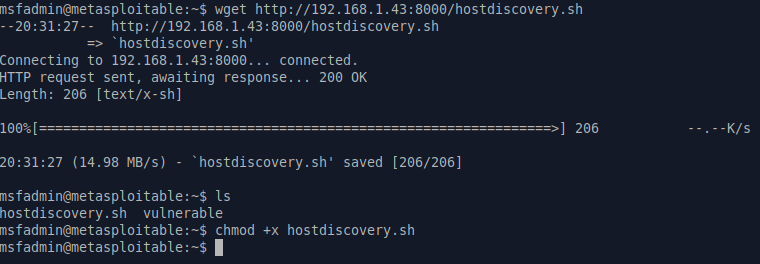 msfadmin@metasploitable:~$ wget http://192.168.1.43:8000/hostdiscovery.sh
--20:31:27--  http://192.168.1.43:8000/hostdiscovery.sh
           => `hostdiscovery.sh'
Connecting to 192.168.1.43:8000... connected.
HTTP request sent, awaiting response... 200 OK
Length: 206 [text/x-sh]
100%[=================================================================>] 206           --.--K/s
20:31:27 (14.98 MB/s) - `hostdiscovery.sh' saved [206/206]
msfadmin@metasploitable:~$ ls
hostdiscovery.sh  vulnerable
msfadmin@metasploitable:~$ chmod +x hostdiscovery.sh
msfadmin@metasploitable:~$